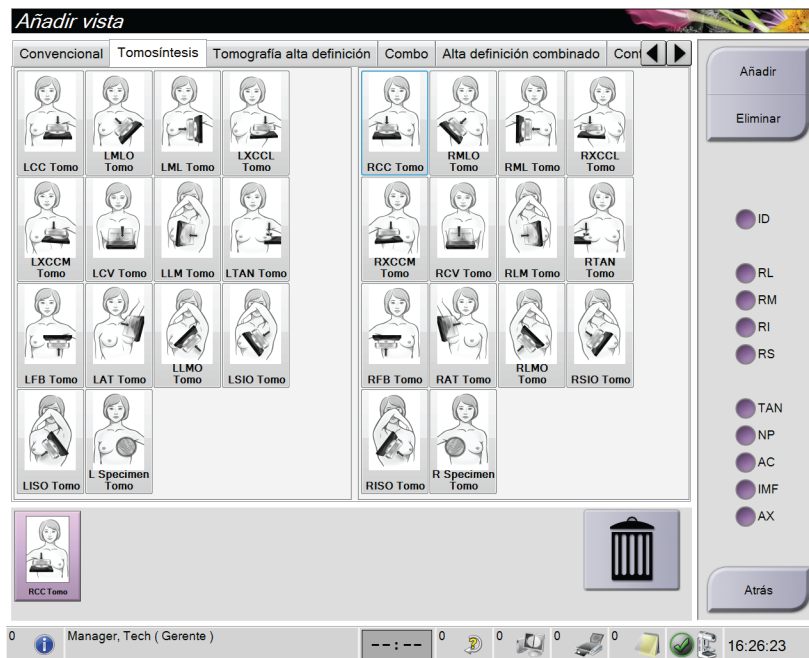 Añadir vista
Convencional Tomosíntesis Tomografía alta definición Combo Alta definición combinado
LCC Tomo
LMLO
Tomo
LML Tomo
LXCCL
Tomo
RCC Tomo
RMLO
Tomo
RML Tomo
RXCCL
Tomo
LXCCM
Tomo
LCV Tomo
LLM Tomo
LTAN Tomo
RXCCM
Tomo
RCV Tomo
RLM Tomo
RTAN
Tomo
LFB Tomo
LAT Tomo
LLMO
Tomo
LSIO Tomo
RFB Tomo
RAT Tomo
RLMO
Tomo
RSIO Tomo
LISO Tomo
L Specimen
Tomo
RISO Tomo
R Specimen
Tomo
RCC Tomo
Añadir
Eliminar
ID
RL
RM
RI
RS
TAN
NP
AC
IMF
AX
Atrás
0 Manager, Tech ( Gerente ) --:-- 0 0 0 0 16:26:23